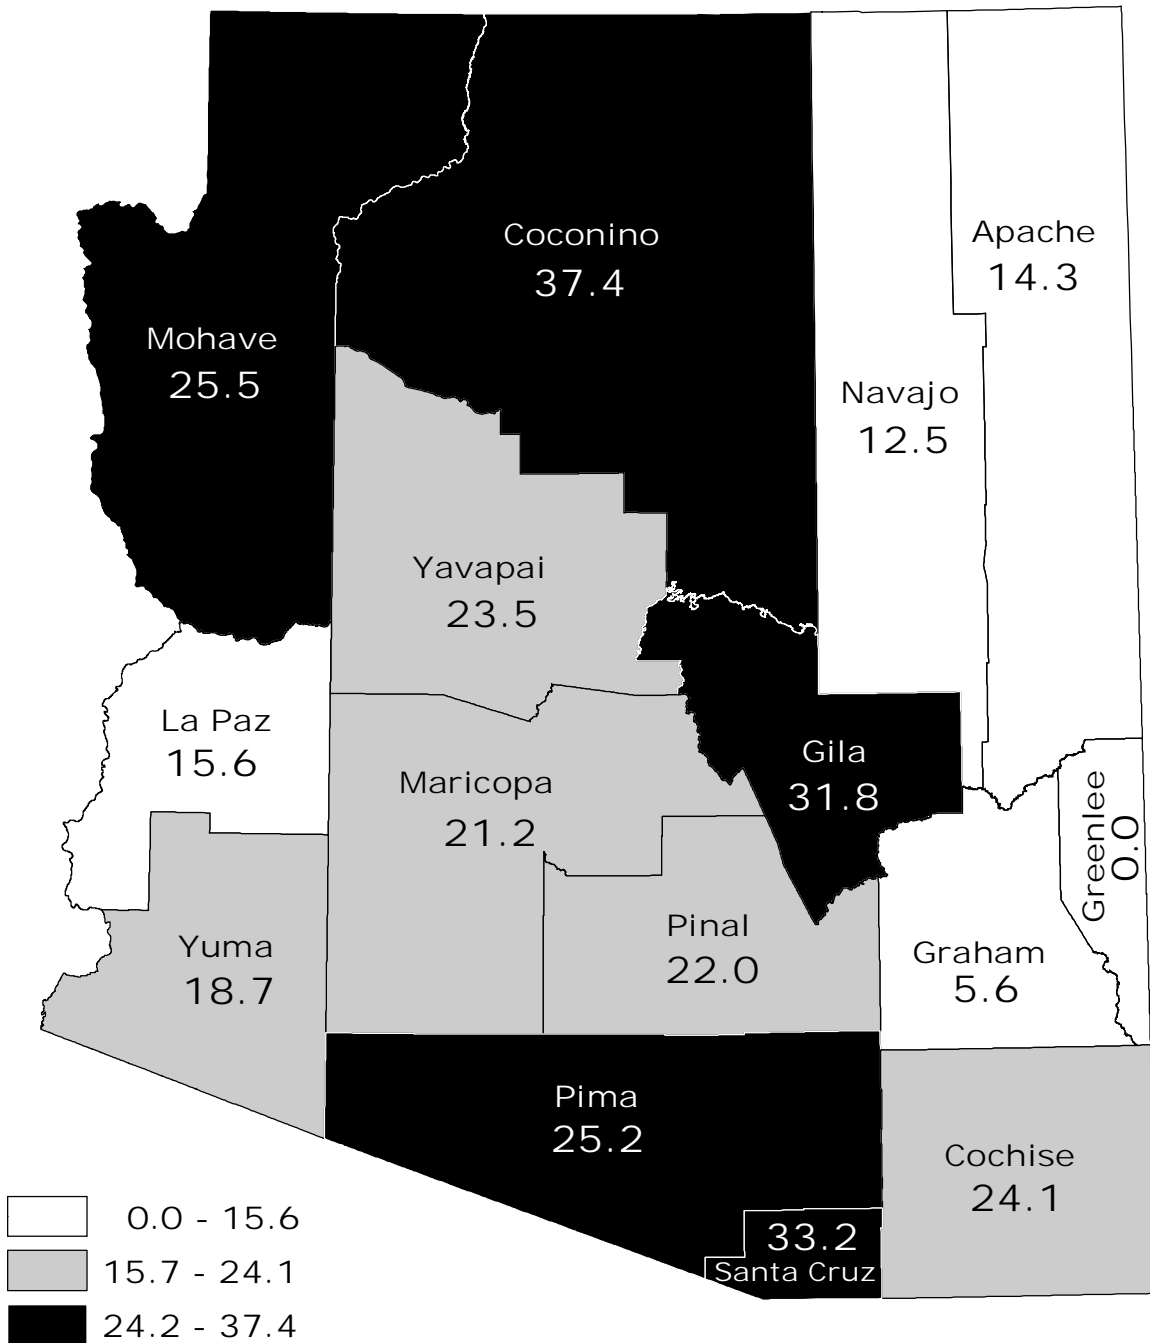 Coconino
37.4
Apache
14.3
Mohave
25.5
Navajo
12.5
Yavapai
23.5
La Paz
15.6
Maricopa
21.2
Gila
31.8
Greenlee
0.0
Yuma
18.7
Pinal
22.0
Graham
5.6
Pima
25.2
Cochise
24.1
33.2
Santa Cruz
0.0 - 15.6
15.7 - 24.1
24.2 - 37.4